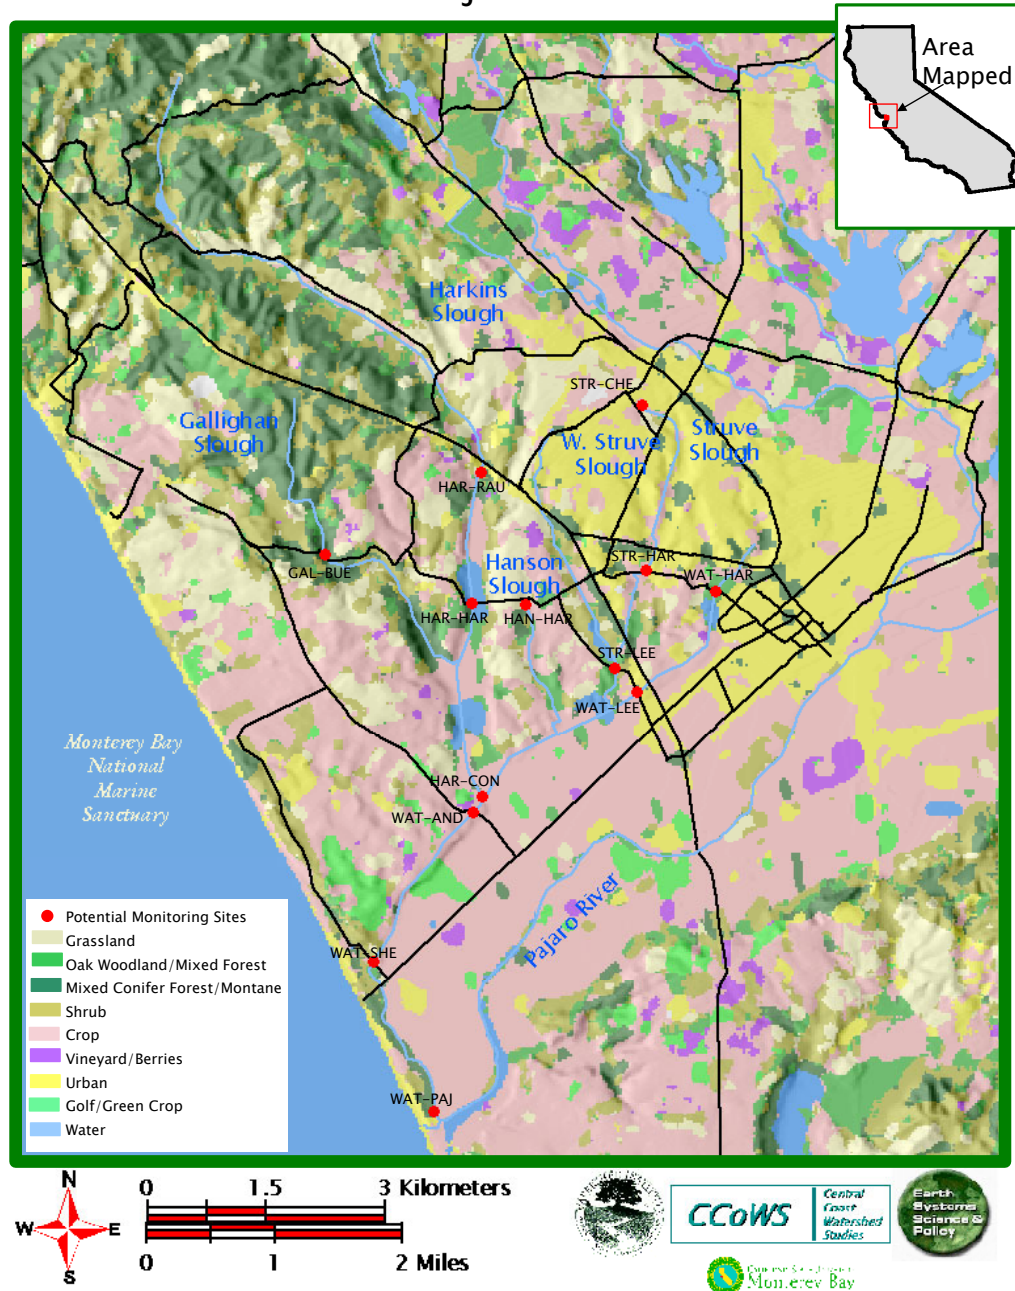 Area
Mapped
Harkins
Slough
STR-CHE
Gallighan
Slough
W. Struve
Slough
Struve
Slough
HAR-RAU
STR-HAR
GAL-BUE
Hanson
Slough
WAT-HAR
HAR-HAR
HAN-HAR
STR-LEE
WAT-LEE
Monterey Bay
National
Marine
Sanctuary
HAR-CON
WAT-AND
Pajaro River
WAT-SHE
WAT-PAJ
Potential Monitoring Sites
Grassland
Oak Woodland/Mixed Forest
Mixed Conifer Forest/Montane
Shrub
Crop
Vineyard/Berries
Urban
Golf/Green Crop
Water
N
W E
S
0 1.5 3 Kilometers
0 1 2 Miles
CCoWS
Central
Coast
Watershed
Studies
Earth
Systems
Science &
Policy
Monterey Bay